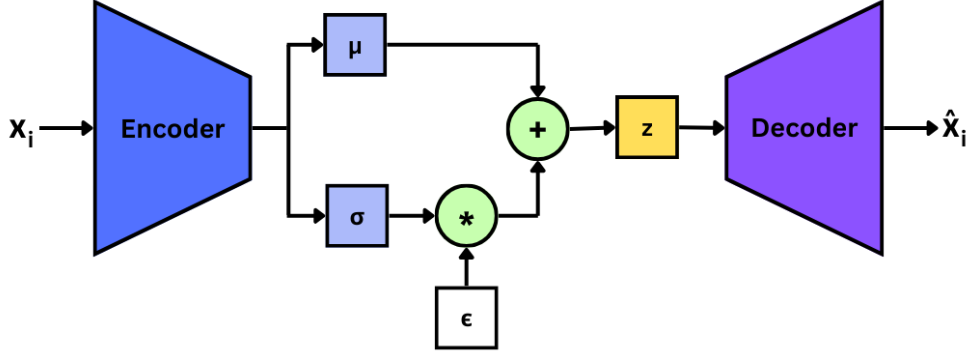 μ
xᵢ
Encoder
+
z
Decoder
x̂ᵢ
σ
*
ϵ